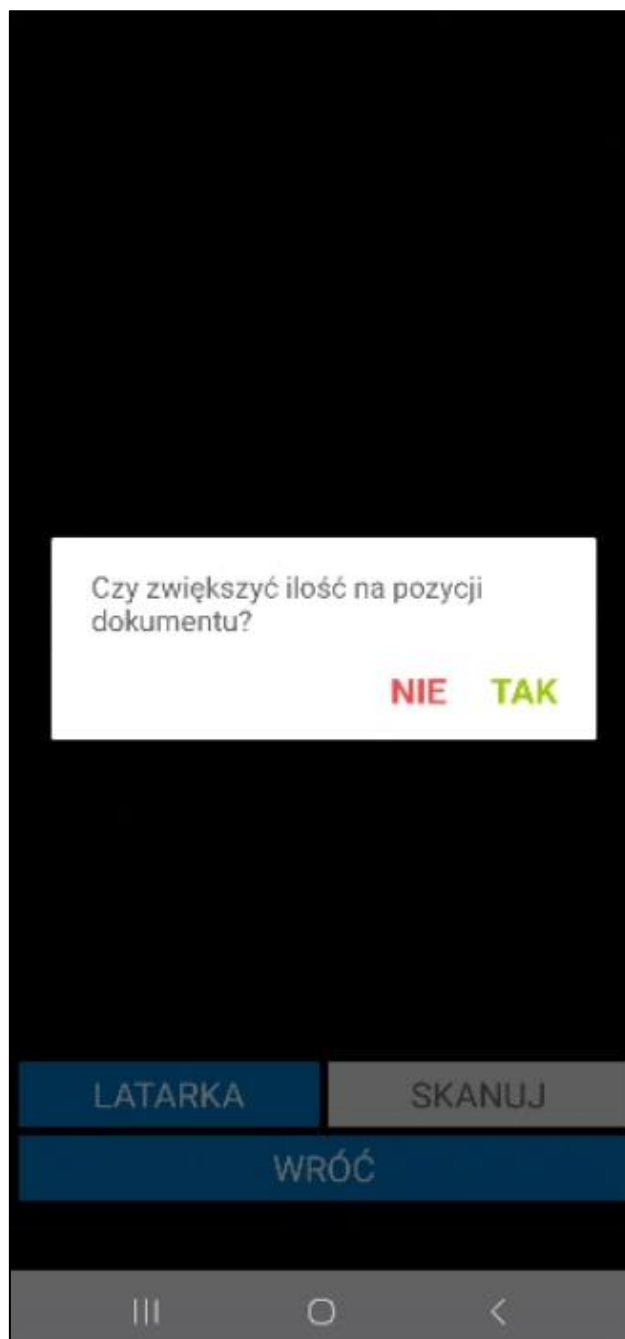 Czy zwiększyć ilość na pozycji
dokumentu?
NIE TAK
LATARKA SKANUJ
WRÓĆ